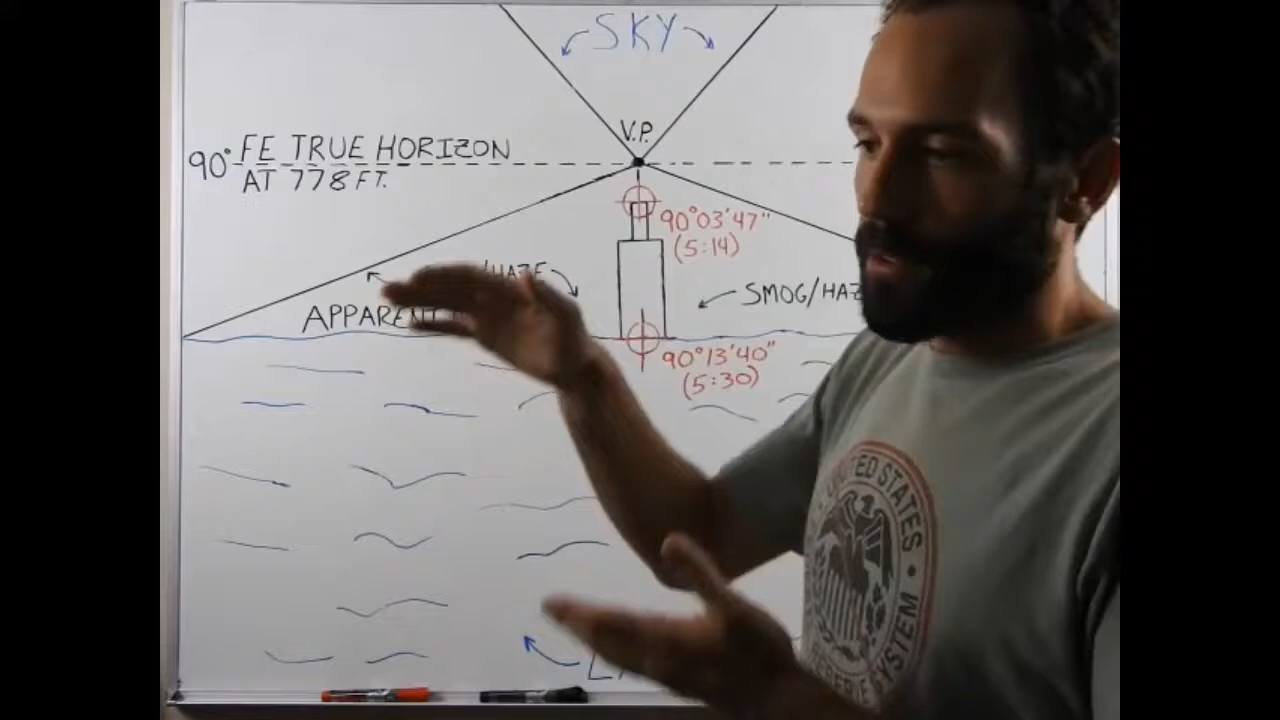 SKY
V.P.
90° FE TRUE HORIZON
AT 778 FT.
90°03'47"
(5:14)
/HAZE
SMOG/HAZ
APPARENT
90°13'40"
(5:30)
UNITED STATES
SYSTEM